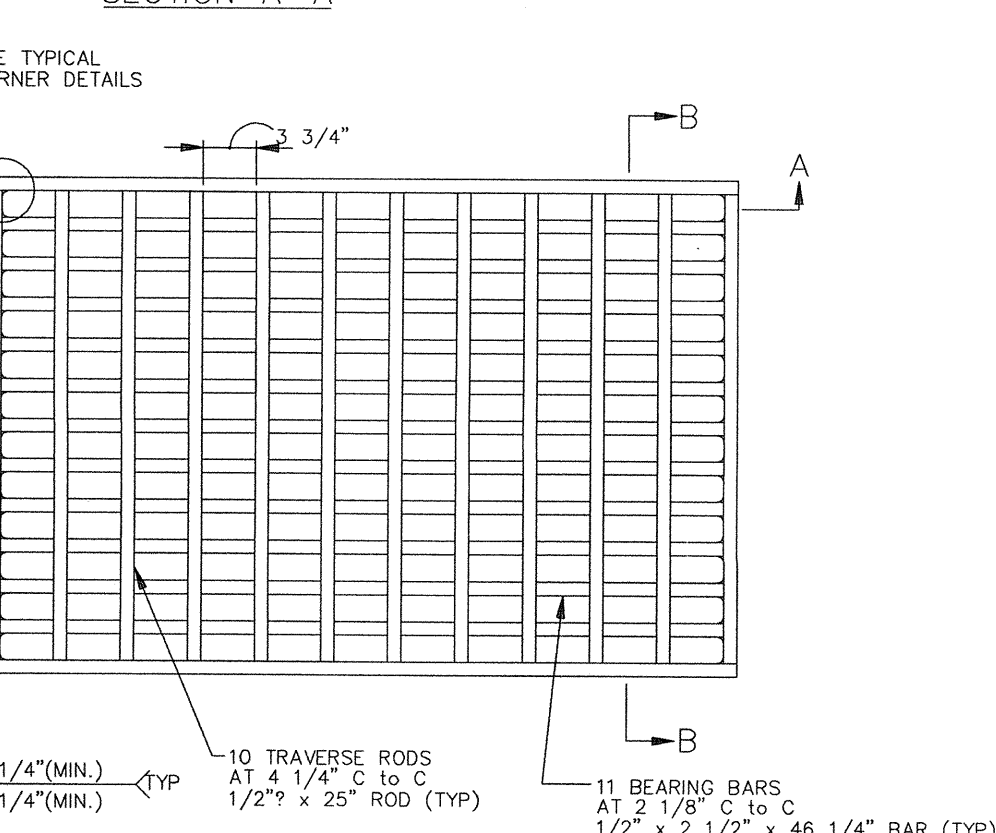 SECTION A-A
E TYPICAL
RNER DETAILS
3 3/4"
B
A
B
10 TRAVERSE RODS
AT 4 1/4" C to C
1/2"? x 25" ROD (TYP)
1/4"(MIN.)
TYP
1/4"(MIN.)
11 BEARING BARS
AT 2 1/8" C to C
1/2" x 2 1/2" x 46 1/4" BAR (TYP)